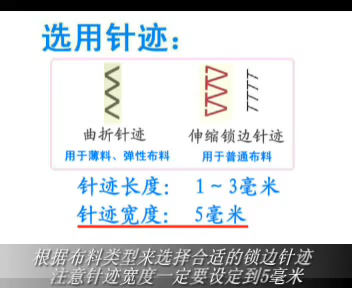 选用针迹：
曲折针迹 伸缩锁边针迹
用于薄料、弹性布料 用于普通布料
针迹长度： 1～3毫米
针迹宽度： 5毫米
根据布料类型来选择合适的锁边针迹
注意针迹宽度一定要设定到5毫米